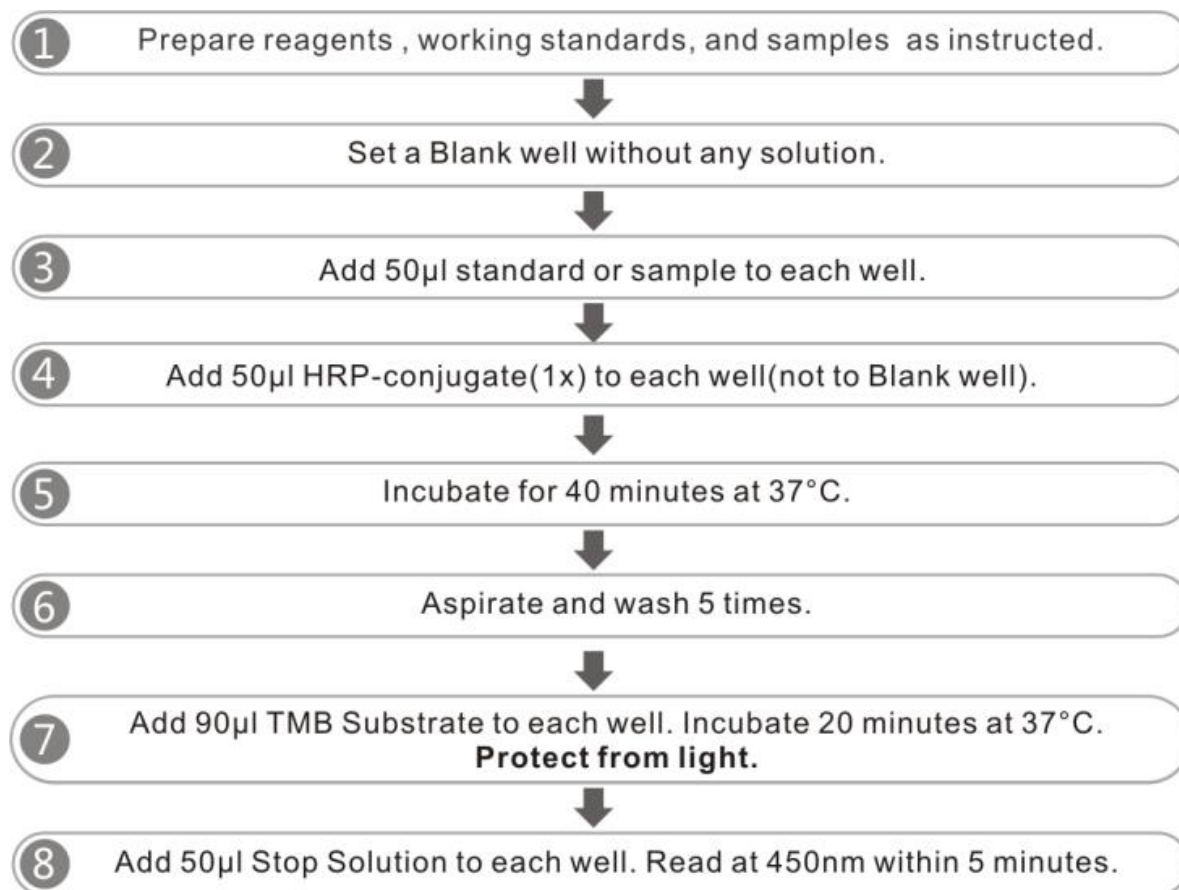 1 Prepare reagents , working standards, and samples as instructed.
2 Set a Blank well without any solution.
3 Add 50µl standard or sample to each well.
4 Add 50µl HRP-conjugate(1x) to each well(not to Blank well).
5 Incubate for 40 minutes at 37°C.
6 Aspirate and wash 5 times.
7 Add 90µl TMB Substrate to each well. Incubate 20 minutes at 37°C.
Protect from light.
8 Add 50µl Stop Solution to each well. Read at 450nm within 5 minutes.